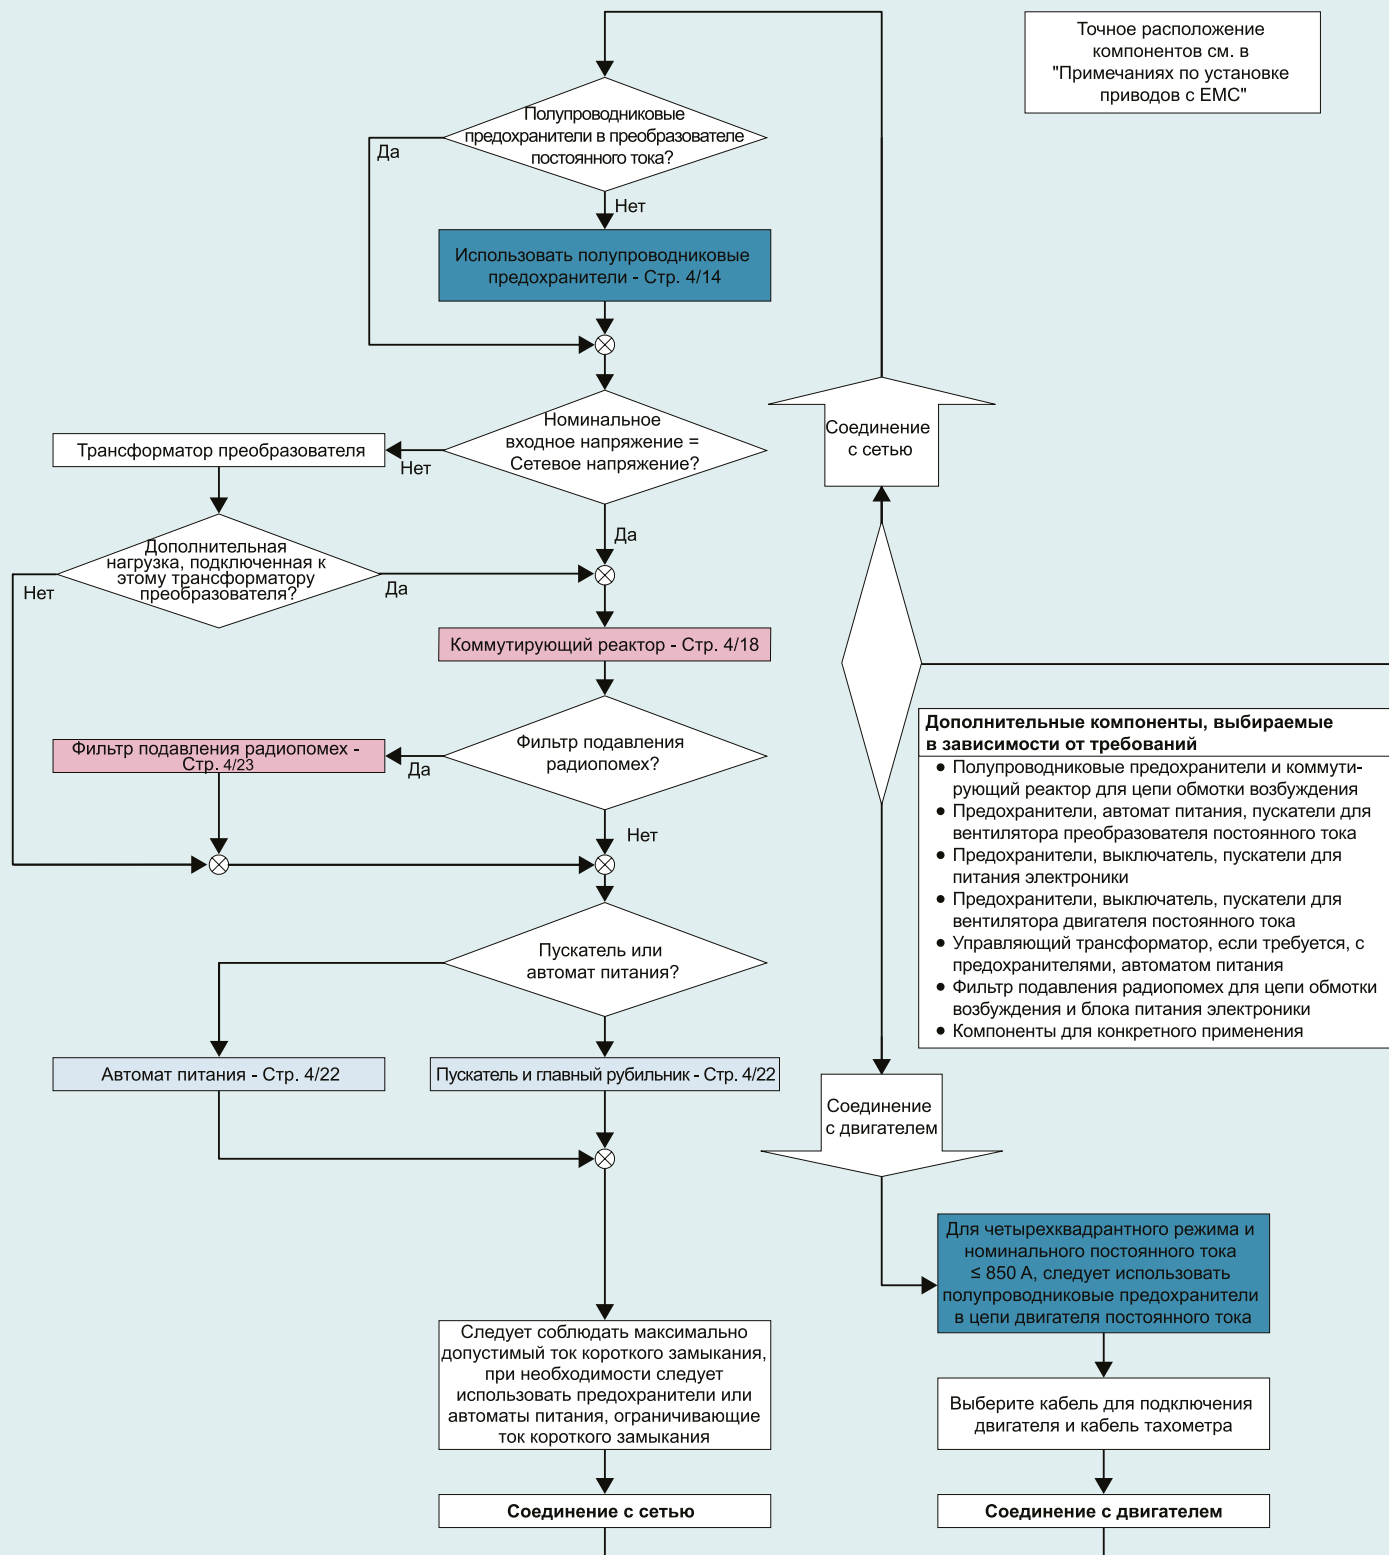 Точное расположение
компонентов см. в
"Примечаниях по установке
приводов с EMC"
Полупроводниковые
предохранители в преобразователе
постоянного тока?
Да
Нет
Использовать полупроводниковые
предохранители - Стр. 4/14
Номинальное
входное напряжение =
Сетевое напряжение?
Нет
Да
Трансформатор преобразователя
Дополнительная
нагрузка, подключенная к
этому трансформатору
преобразователя?
Нет
Да
Соединение
с сетью
Коммутирующий реактор - Стр. 4/18
Фильтр подавления
радиопомех?
Да
Нет
Фильтр подавления радиопомех -
Стр. 4/23
Дополнительные компоненты, выбираемые
в зависимости от требований
● Полупроводниковые предохранители и коммути-
рующий реактор для цепи обмотки возбуждения
● Предохранители, автомат питания, пускатели для
вентилятора преобразователя постоянного тока
● Предохранители, выключатель, пускатели для
питания электроники
● Предохранители, выключатель, пускатели для
вентилятора двигателя постоянного тока
● Управляющий трансформатор, если требуется, с
предохранителями, автоматом питания
● Фильтр подавления радиопомех для цепи обмотки
возбуждения и блока питания электроники
● Компоненты для конкретного применения
Пускатель или
автомат питания?
Автомат питания - Стр. 4/22
Пускатель и главный рубильник - Стр. 4/22
Соединение
с двигателем
Для четырехквадрантного режима и
номинального постоянного тока
≤ 850 А, следует использовать
полупроводниковые предохранители
в цепи двигателя постоянного тока
Следует соблюдать максимально
допустимый ток короткого замыкания,
при необходимости следует
использовать предохранители или
автоматы питания, ограничивающие
ток короткого замыкания
Выберите кабель для подключения
двигателя и кабель тахометра
Соединение с сетью
Соединение с двигателем